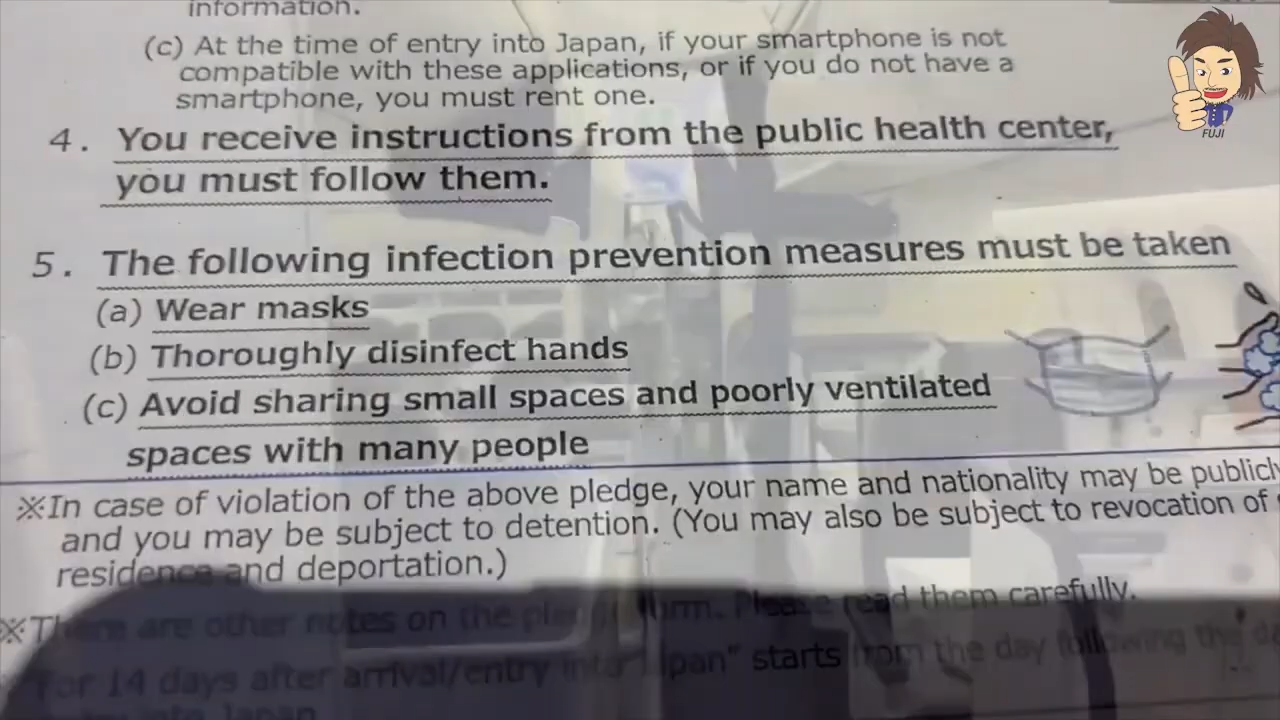 information.
(c) At the time of entry into Japan, if your smartphone is not
compatible with these applications, or if you do not have a
smartphone, you must rent one.
4. You receive instructions from the public health center,
you must follow them.
5. The following infection prevention measures must be taken
(a) Wear masks
(b) Thoroughly disinfect hands
(c) Avoid sharing small spaces and poorly ventilated
spaces with many people
※In case of violation of the above pledge, your name and nationality may be
and you may be subject to detention. (You may also be subject to revocation of
residence and deportation.)
※There are other notes on the pledge form. Please read them carefully.
For 14 days after arrival/entry into Japan" starts from the day following the
into Japan
FUJI